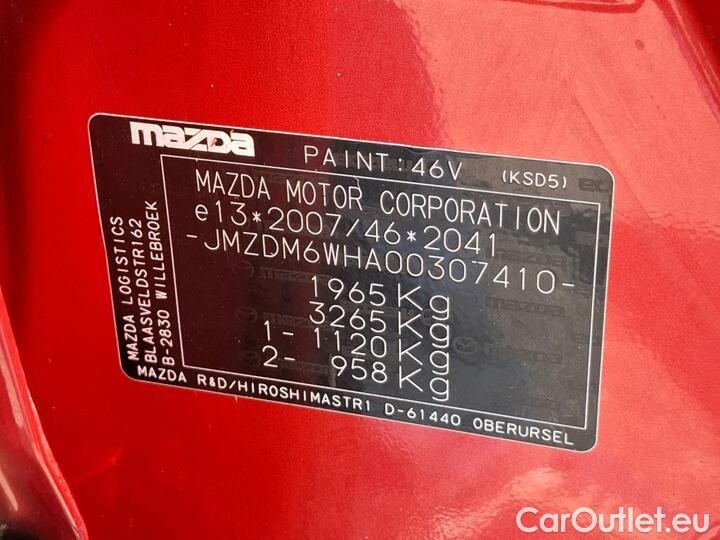 mazda PAINT:46V (KSD5)
MAZDA MOTOR CORPORATION
e13*2007/46*2041
-JMZDM6WHA00307410-
1965Kg
3265Kg
1- 1120Kg
2- 958Kg
MAZDA LOGISTICS
BLAASVELDSTR162
B-2830 WILLEBROEK
MAZDA R&D/HIROSHIMASTR1 D-61440 OBERURSEL
CarOutlet.eu